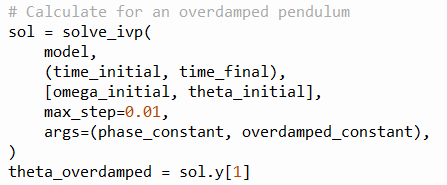 # Calculate for an overdamped pendulum
sol = solve_ivp(
    model,
    (time_initial, time_final),
    [omega_initial, theta_initial],
    max_step=0.01,
    args=(phase_constant, overdamped_constant),
)
theta_overdamped = sol.y[1]